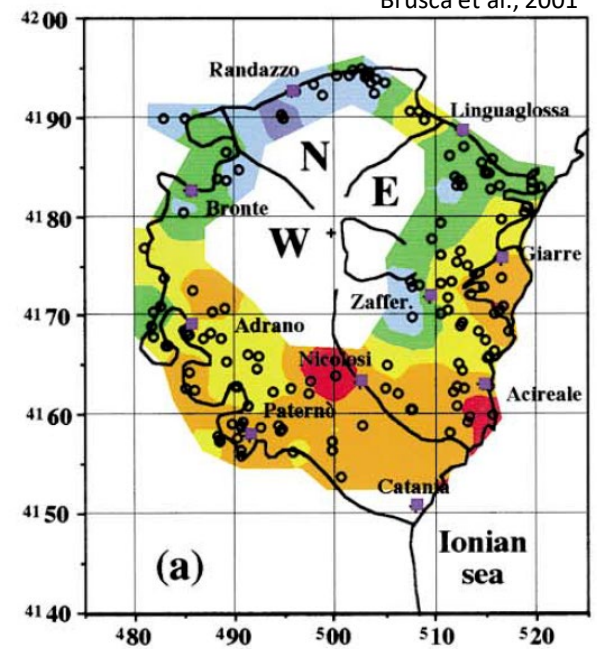 Brusca et al., 2001
4200
Randazzo
4190
Linguaglossa
N
E
Bronte
4180
W
Giarre
Zaffer.
4170
Adrano
Nicolosi
Acireale
4160
Paternò
Catania
4150
Ionian
sea
(a)
4140
480 490 500 510 520